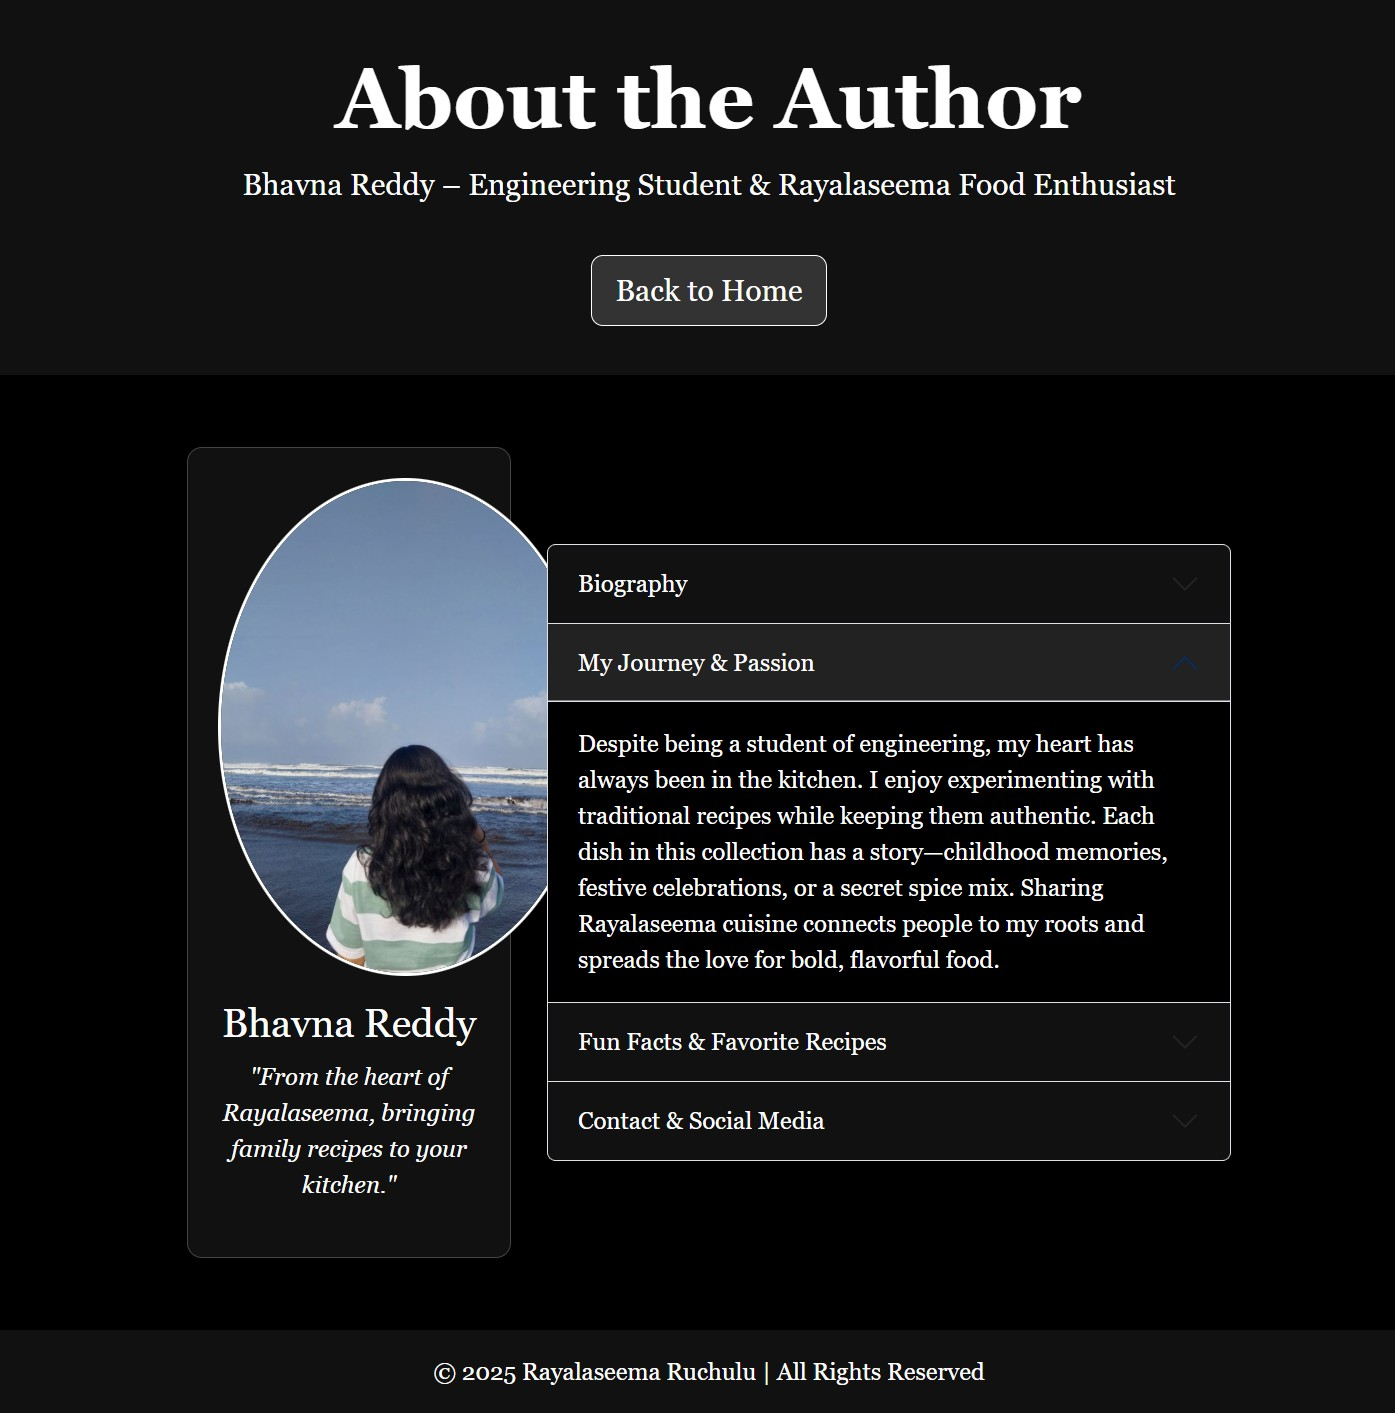 About the Author
Bhavna Reddy – Engineering Student & Rayalaseema Food Enthusiast
Back to Home
Bhavna Reddy
"From the heart of
Rayalaseema, bringing
family recipes to your
kitchen."
Biography
My Journey & Passion
Despite being a student of engineering, my heart has
always been in the kitchen. I enjoy experimenting with
traditional recipes while keeping them authentic. Each
dish in this collection has a story—childhood memories,
festive celebrations, or a secret spice mix. Sharing
Rayalaseema cuisine connects people to my roots and
spreads the love for bold, flavorful food.
Fun Facts & Favorite Recipes
Contact & Social Media
© 2025 Rayalaseema Ruchulu | All Rights Reserved